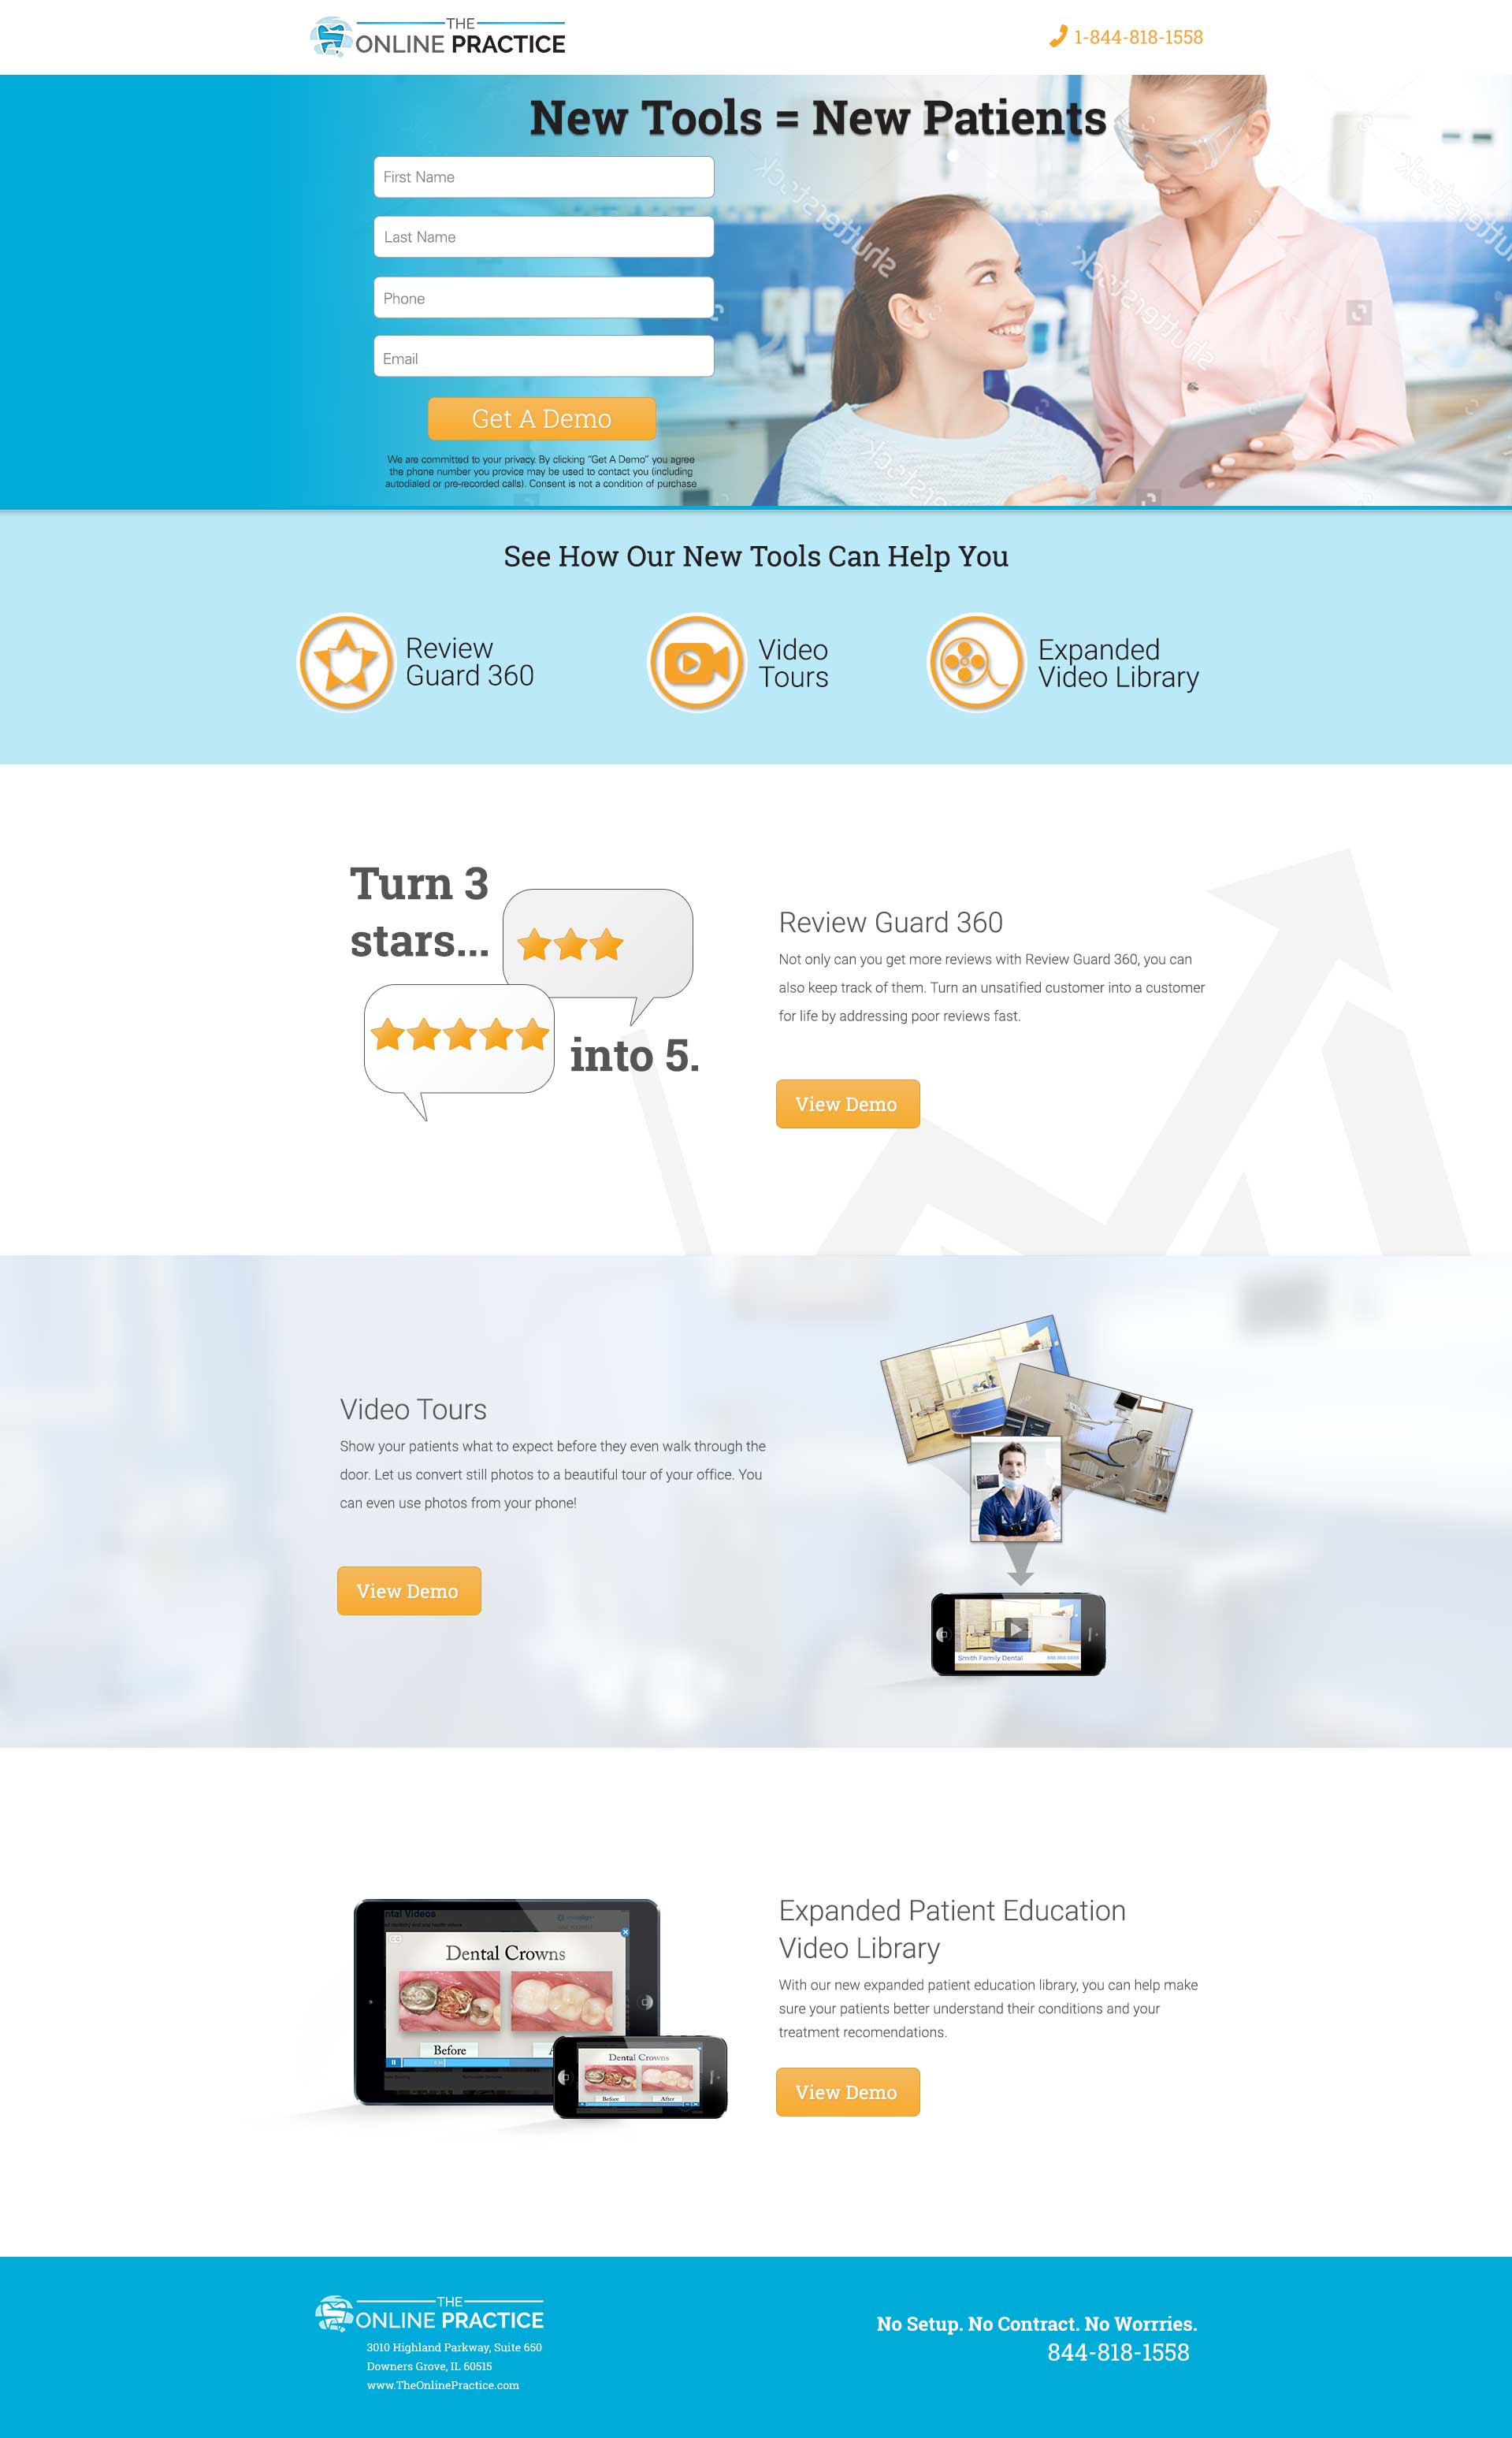 THE
ONLINE PRACTICE
1-844-818-1558
New Tools = New Patients
First Name
Last Name
Phone
Email
Get A Demo
We are committed to your privacy. By clicking "Get A Demo" you agree
the phone number you provice may be used to contact you (including
autodialed or pre-recorded calls). Consent is not a condition of purchase
shutterstock
shutterstock
shutterstock
See How Our New Tools Can Help You
Review
Guard 360
Video
Tours
Expanded
Video Library
Turn 3
stars...
into 5.
Review Guard 360
Not only can you get more reviews with Review Guard 360, you can
also keep track of them. Turn an unsatified customer into a customer
for life by addressing poor reviews fast.
View Demo
Video Tours
Show your patients what to expect before they even walk through the
door. Let us convert still photos to a beautiful tour of your office. You
can even use photos from your phone!
View Demo
Smith Family Dental
ntal Videos
CC
Dental Crowns
Before
Dental Crowns
Before
After
Expanded Patient Education
Video Library
With our new expanded patient education library, you can help make
sure your patients better understand their conditions and your
treatment recomendations.
View Demo
THE
ONLINE PRACTICE
3010 Highland Parkway, Suite 650
Downers Grove, IL 60515
www.TheOnlinePractice.com
No Setup. No Contract. No Worrries.
844-818-1558